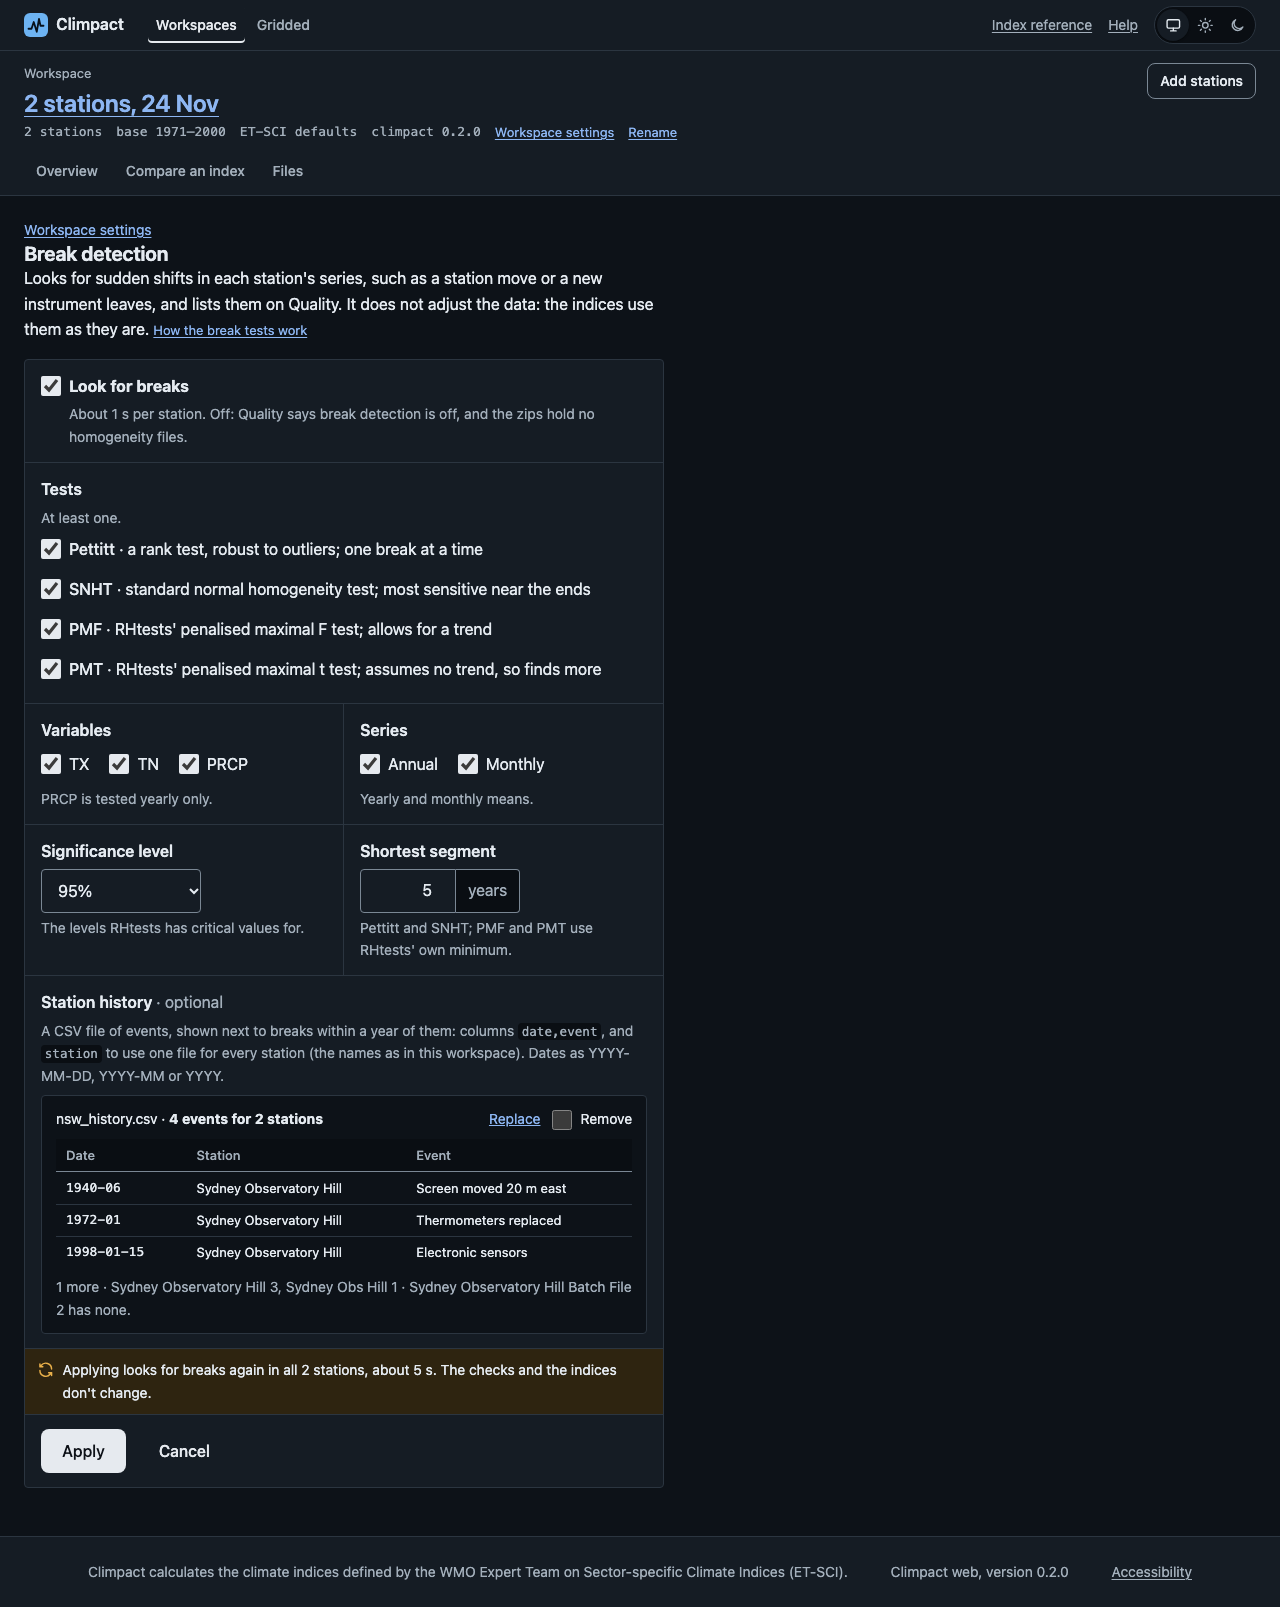 Climpact
Workspaces
Gridded
Index reference
Help
Workspace
2 stations, 24 Nov
Add stations
2 stations base 1971–2000 ET-SCI defaults climpact 0.2.0 Workspace settings Rename
Overview
Compare an index
Files
Workspace settings
Break detection
Looks for sudden shifts in each station's series, such as a station move or a new
instrument leaves, and lists them on Quality. It does not adjust the data: the indices use
them as they are. How the break tests work
Look for breaks
About 1 s per station. Off: Quality says break detection is off, and the zips hold no
homogeneity files.
Tests
At least one.
Pettitt · a rank test, robust to outliers; one break at a time
SNHT · standard normal homogeneity test; most sensitive near the ends
PMF · RHtests' penalised maximal F test; allows for a trend
PMT · RHtests' penalised maximal t test; assumes no trend, so finds more
Variables
TX TN PRCP
PRCP is tested yearly only.
Series
Annual Monthly
Yearly and monthly means.
Significance level
95%
The levels RHtests has critical values for.
Shortest segment
5 years
Pettitt and SNHT; PMF and PMT use
RHtests' own minimum.
Station history · optional
A CSV file of events, shown next to breaks within a year of them: columns date,event, and
station to use one file for every station (the names as in this workspace). Dates as YYYY-
MM-DD, YYYY-MM or YYYY.
nsw_history.csv · 4 events for 2 stations
Replace
Remove
Date Station Event
1940-06 Sydney Observatory Hill Screen moved 20 m east
1972-01 Sydney Observatory Hill Thermometers replaced
1998-01-15 Sydney Observatory Hill Electronic sensors
1 more · Sydney Observatory Hill 3, Sydney Obs Hill 1 · Sydney Observatory Hill Batch File
2 has none.
Applying looks for breaks again in all 2 stations, about 5 s. The checks and the indices
don't change.
Apply
Cancel
Climpact calculates the climate indices defined by the WMO Expert Team on Sector-specific Climate Indices (ET-SCI).
Climpact web, version 0.2.0
Accessibility